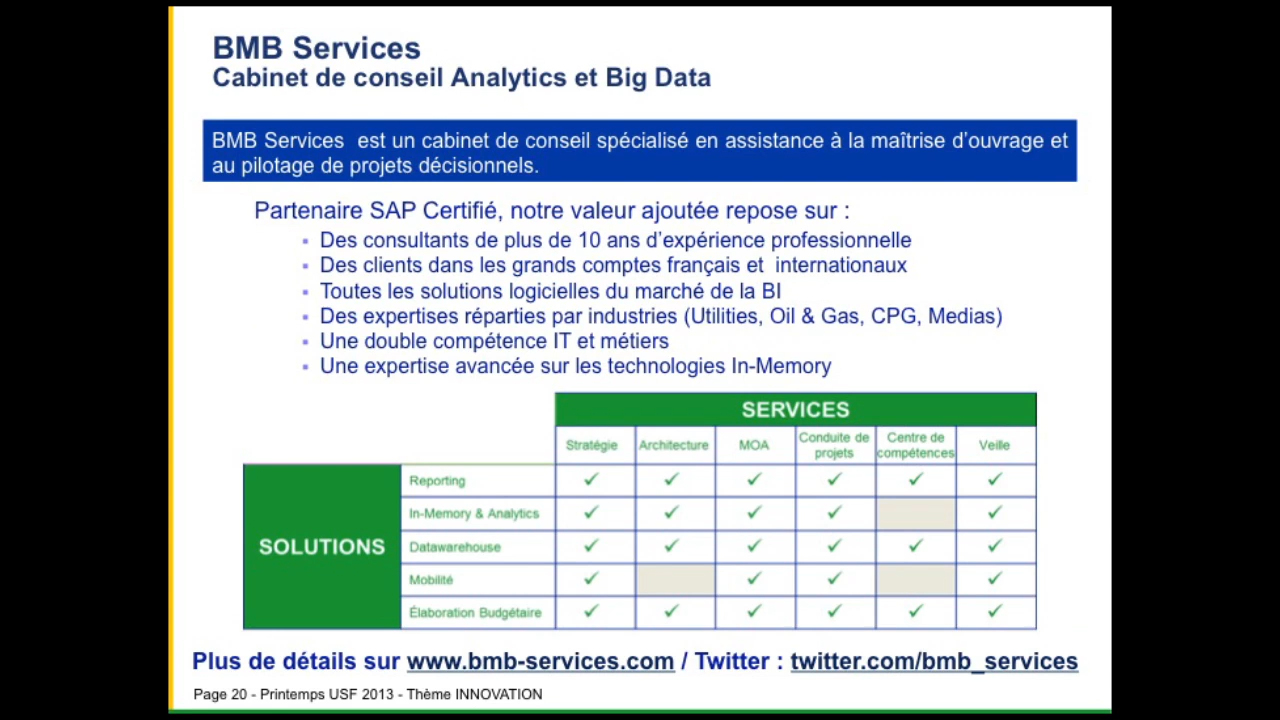 BMB Services
Cabinet de conseil Analytics et Big Data
BMB Services est un cabinet de conseil spécialisé en assistance à la maîtrise d'ouvrage et
au pilotage de projets décisionnels.
Partenaire SAP Certifié, notre valeur ajoutée repose sur :
▪ Des consultants de plus de 10 ans d'expérience professionnelle
▪ Des clients dans les grands comptes français et internationaux
▪ Toutes les solutions logicielles du marché de la BI
▪ Des expertises réparties par industries (Utilities, Oil & Gas, CPG, Medias)
▪ Une double compétence IT et métiers
▪ Une expertise avancée sur les technologies In-Memory
SERVICES
Stratégie Architecture MOA Conduite de projets Centre de compétences Veille
SOLUTIONS
Reporting ✓ ✓ ✓ ✓ ✓ ✓
In-Memory & Analytics ✓ ✓ ✓ ✓ ✓
Datawarehouse ✓ ✓ ✓ ✓ ✓ ✓
Mobilité ✓ ✓ ✓ ✓
Élaboration Budgétaire ✓ ✓ ✓ ✓ ✓ ✓
Plus de détails sur www.bmb-services.com / Twitter : twitter.com/bmb_services
Page 20 - Printemps USF 2013 - Thème INNOVATION